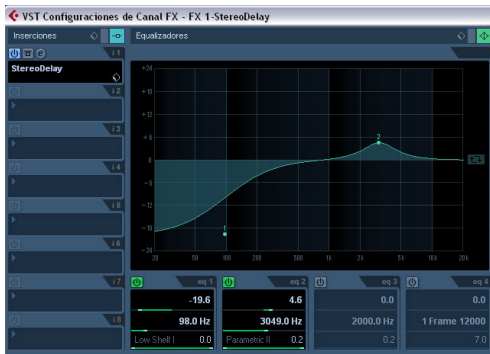 VST Configuraciones de Canal FX - FX 1-StereoDelay
Inserciones
Equalizadores
i 1
StereoDelay
i 2
i 3
i 4
i 5
i 6
i 7
i 8
+24
+18
+12
+6
0
-6
-12
-18
-24
20 50 100 200 500 1k 2k 5k 10k 20k
1
2
eq 1 eq 2 eq 3 eq 4
-19.6 4.6 0.0 0.0
98.0 Hz 3049.0 Hz 2000.0 Hz 1 Frame 12000
Low Shelf I 0.0 Parametric II 0.2 0.2 7.0